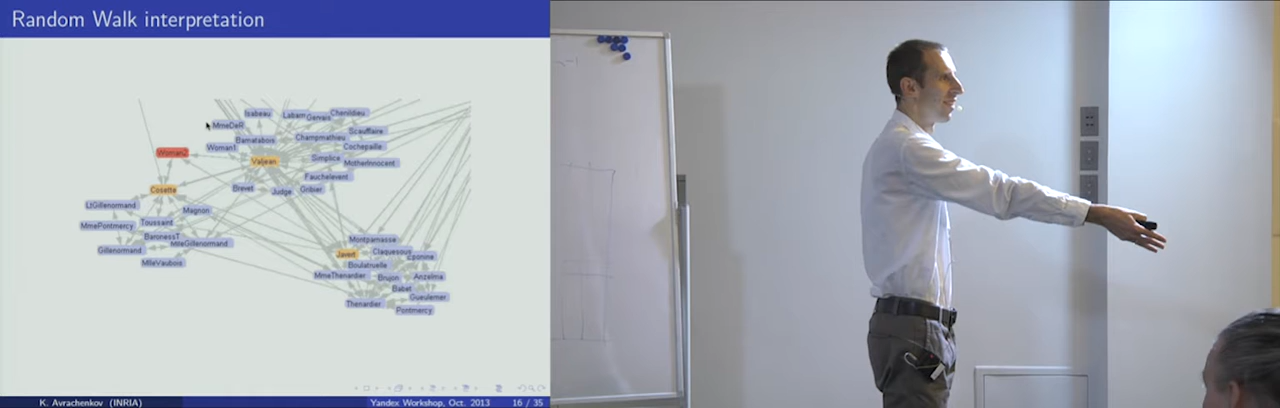 Random Walk interpretation
Isabeau
Labarre
Gervais
Chenildieu
MmeDeR
Scaufflaire
Bamatabois
Champmathieu
Woman1
Cochepaille
Woman2
Valjean
Simplice
MotherInnocent
Fauchelevent
Cosette
Brevet
Judge
Gribier
LtGillenormand
Magnon
MmePontmercy
Toussaint
BaronessT
MlleGillenormand
Gillenormand
MlleVaubois
Montparnasse
Javert
Claquesous
Eponine
Boulatruelle
MmeThenardier
Brujon
Anzelma
Babet
Gueulemer
Thenardier
Pontmercy
K. Avrachenkov (INRIA)
Yandex Workshop, Oct. 2013
16 / 35